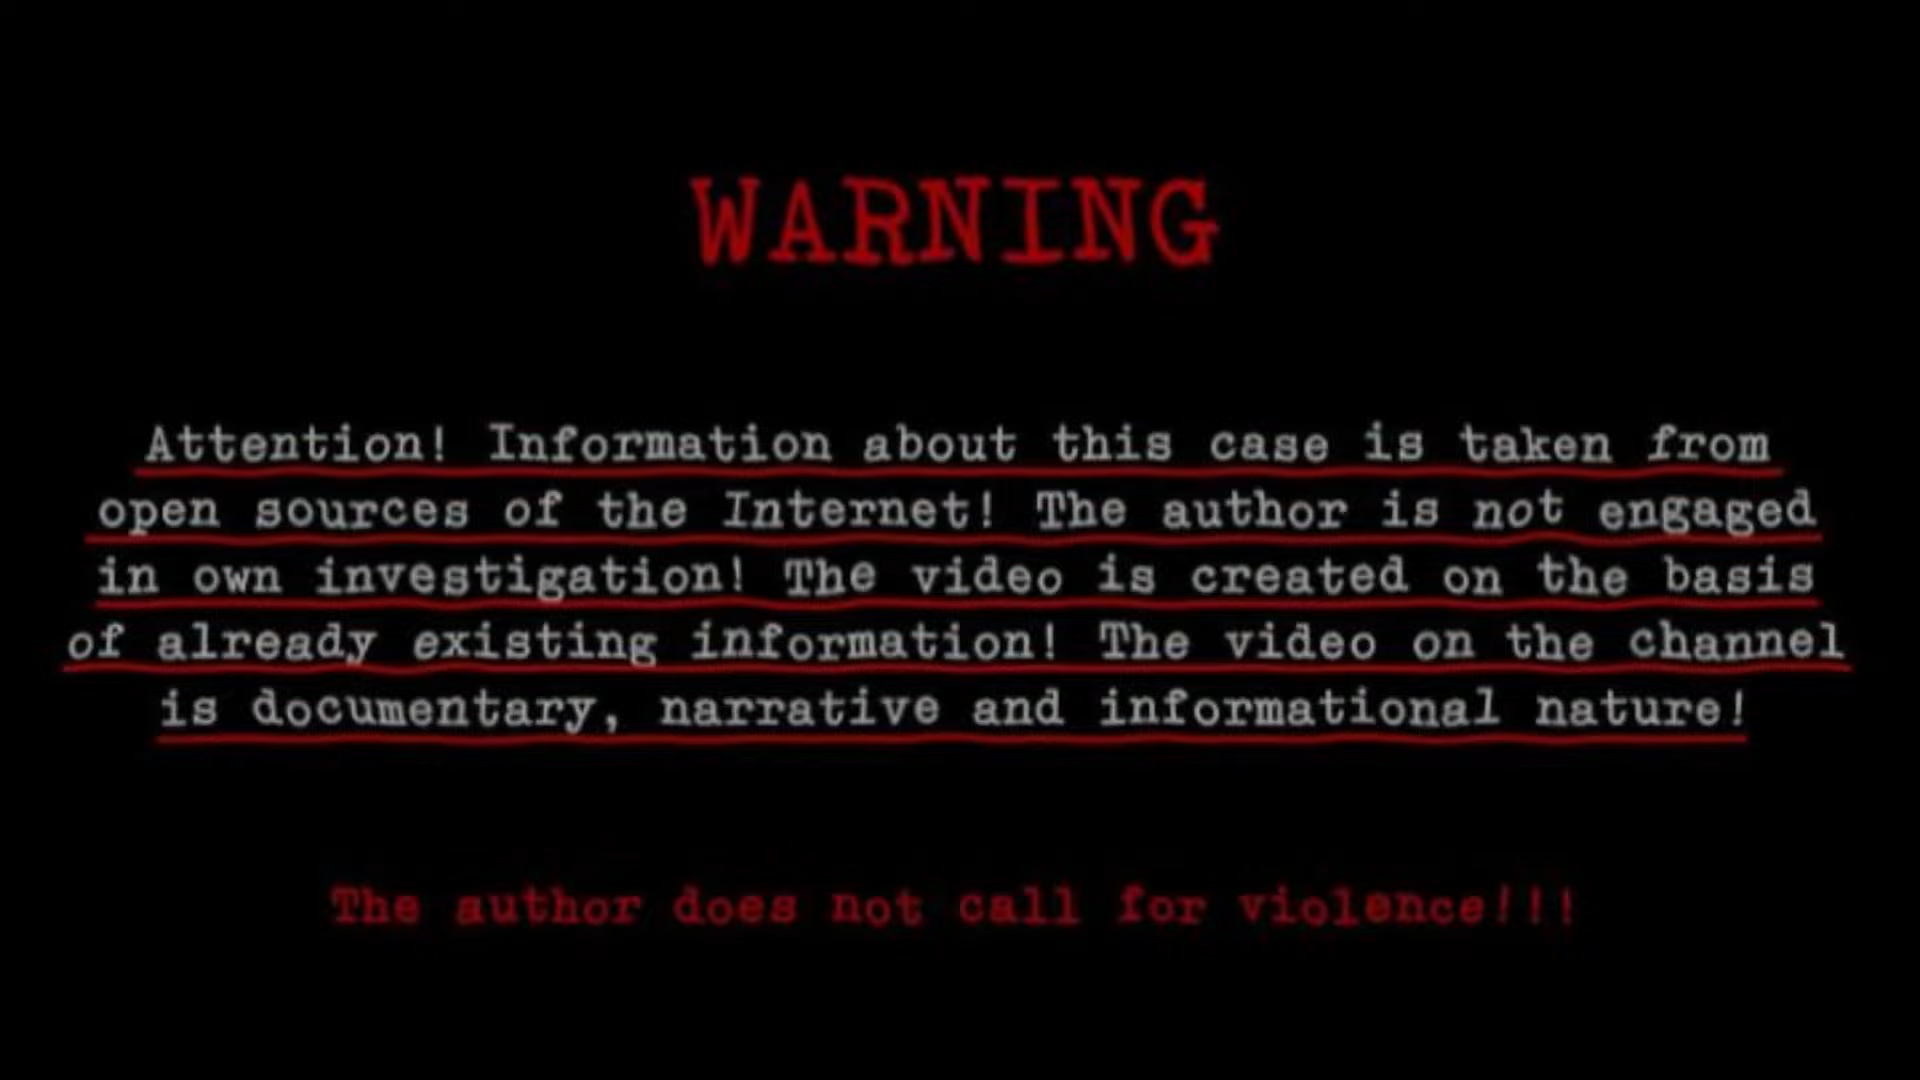 WARNING
Attention! Information about this case is taken from
open sources of the Internet! The author is not engaged
in own investigation! The video is created on the basis
of already existing information! The video on the channel
is documentary, narrative and informational nature!
The author does not call for violence!!!